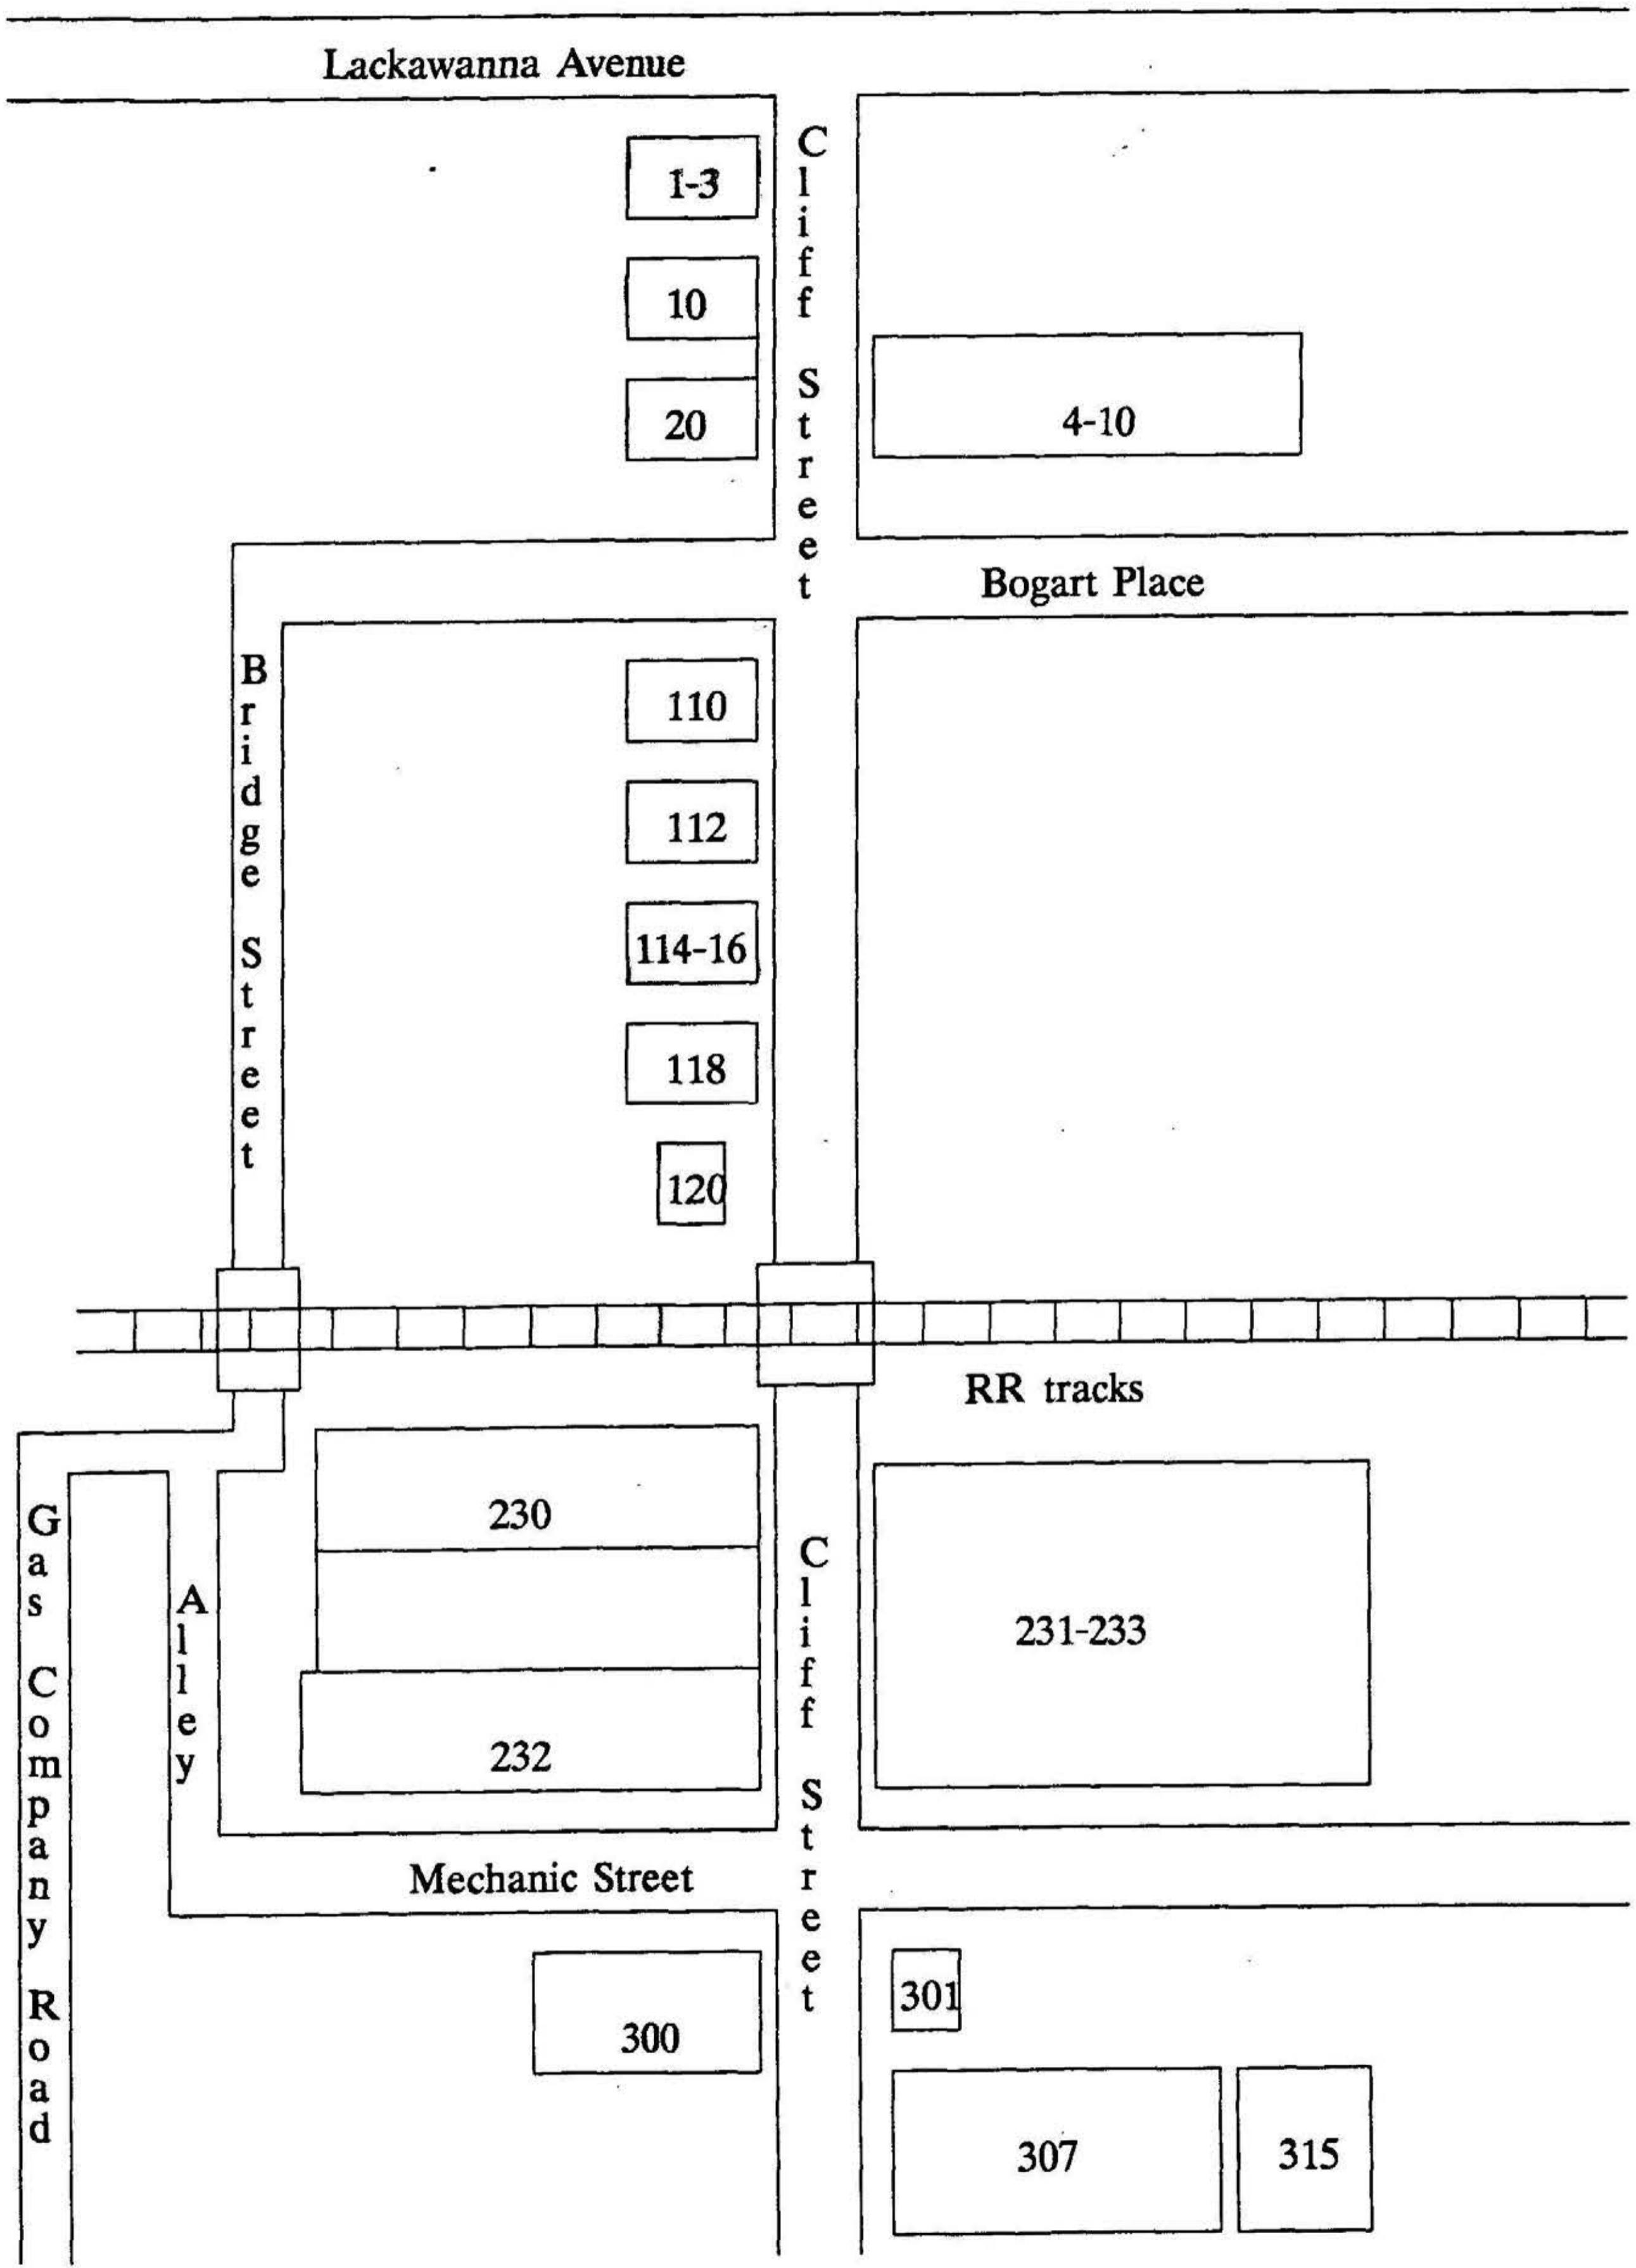 Lackawanna Avenue
Cliff Street
1-3
10
20
4-10
Bogart Place
Bridge Street
110
112
114-16
118
120
RR tracks
Gas Company Road
Alley
230
232
Cliff Street
231-233
Mechanic Street
300
301
307
315